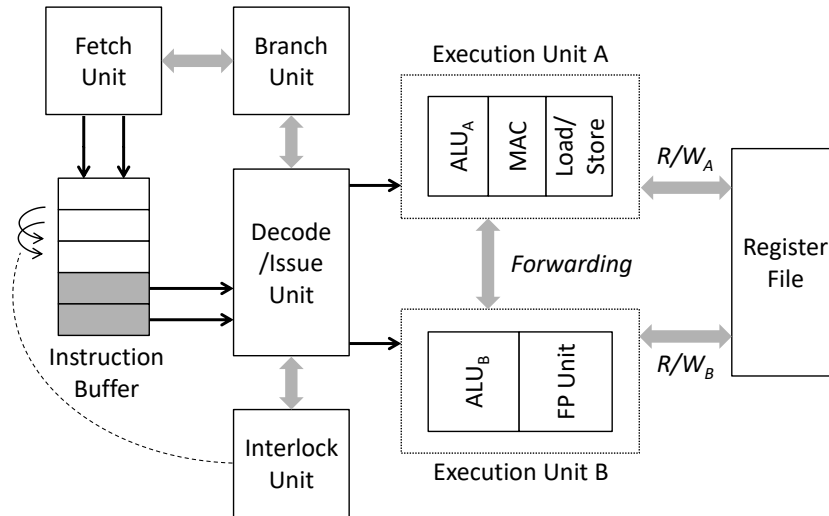 Fetch
Unit
Branch
Unit
Execution Unit A
ALU_A
MAC
Load/
Store
R/W_A
Decode
/Issue
Unit
Forwarding
Register
File
Instruction
Buffer
ALU_B
FP Unit
R/W_B
Interlock
Unit
Execution Unit B